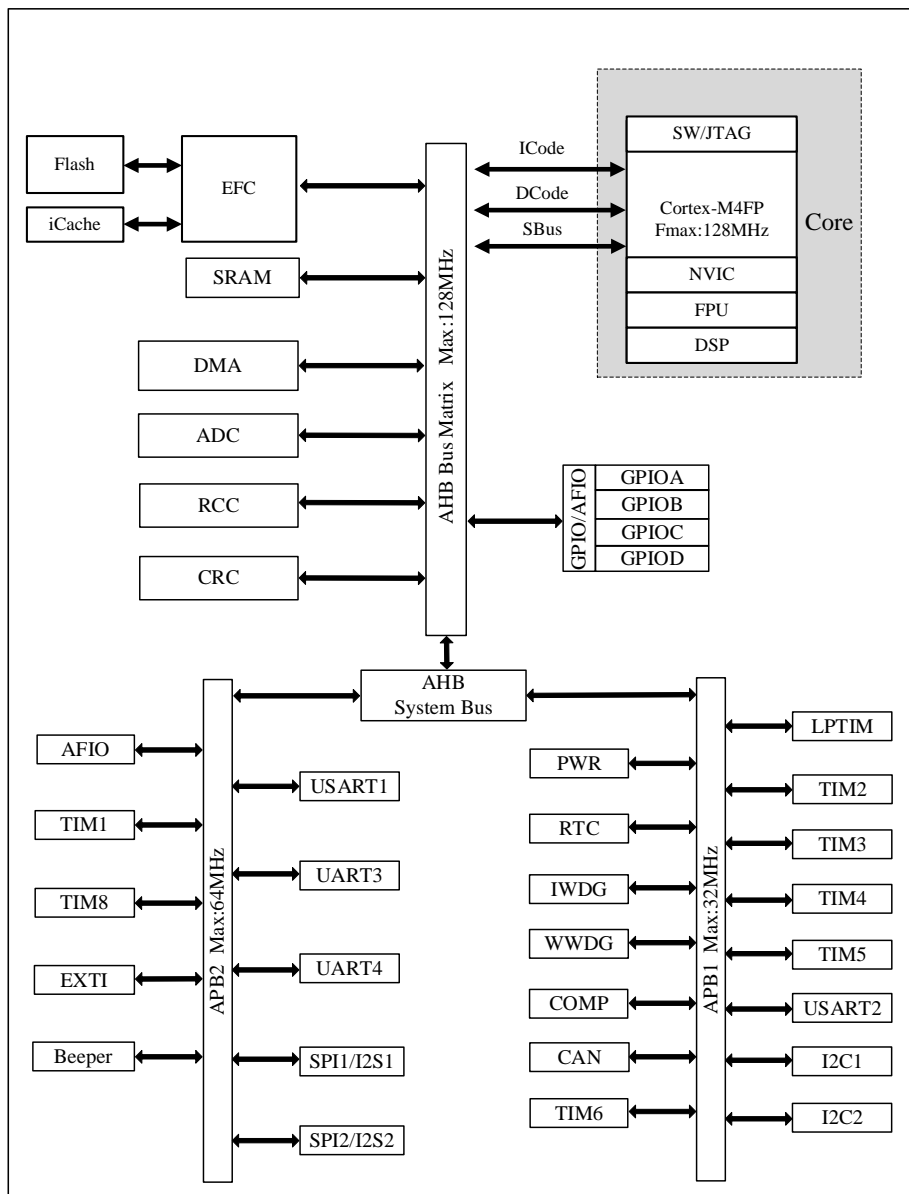 SW/JTAG
Flash
EFC
ICode
iCache
DCode
Cortex-M4FP
Fmax:128MHz
Core
SBus
SRAM
NVIC
FPU
DSP
AHB Bus Matrix Max:128MHz
DMA
ADC
RCC
CRC
GPIO/AFIO
GPIOA
GPIOB
GPIOC
GPIOD
AHB
System Bus
APB2 Max:64MHz
AFIO
TIM1
TIM8
EXTI
Beeper
USART1
UART3
UART4
SPI1/I2S1
SPI2/I2S2
PWR
RTC
IWDG
WWDG
COMP
CAN
TIM6
APB1 Max:32MHz
LPTIM
TIM2
TIM3
TIM4
TIM5
USART2
I2C1
I2C2